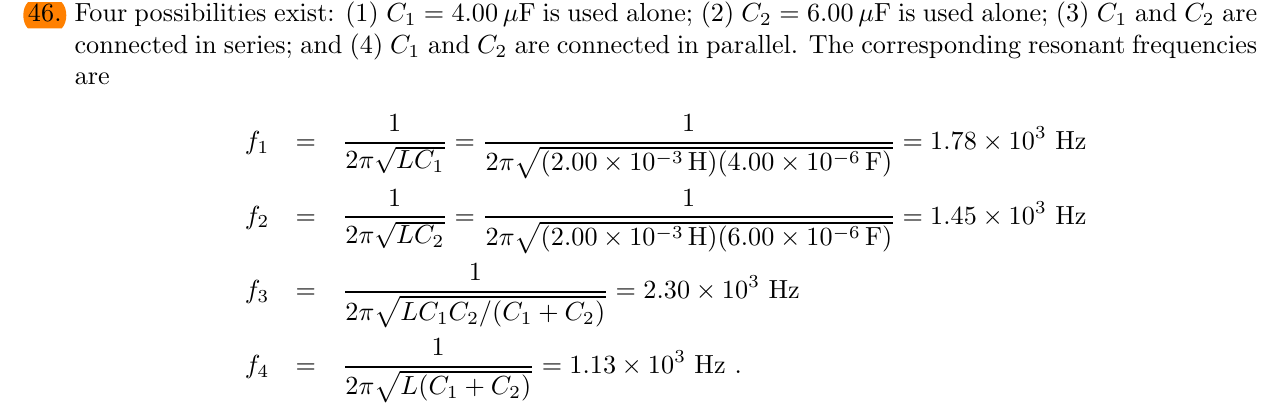 46. Four possibilities exist: (1) C₁ = 4.00 μF is used alone; (2) C₂ = 6.00 μF is used alone; (3) C₁ and C₂ are
connected in series; and (4) C₁ and C₂ are connected in parallel. The corresponding resonant frequencies
are
f₁ = 1/(2π√(LC₁)) = 1/(2π√((2.00 × 10⁻³ H)(4.00 × 10⁻⁶ F))) = 1.78 × 10³ Hz
f₂ = 1/(2π√(LC₂)) = 1/(2π√((2.00 × 10⁻³ H)(6.00 × 10⁻⁶ F))) = 1.45 × 10³ Hz
f₃ = 1/(2π√(LC₁C₂/(C₁ + C₂))) = 2.30 × 10³ Hz
f₄ = 1/(2π√(L(C₁ + C₂))) = 1.13 × 10³ Hz .